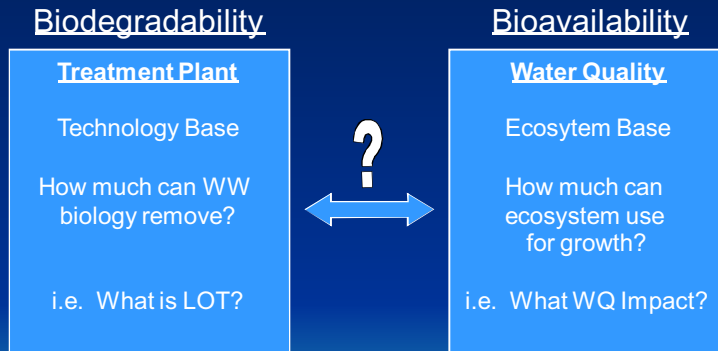 Biodegradability
Treatment Plant
Technology Base
How much can WW
biology remove?
i.e. What is LOT?
?
Bioavailability
Water Quality
Ecosytem Base
How much can
ecosystem use
for growth?
i.e. What WQ Impact?